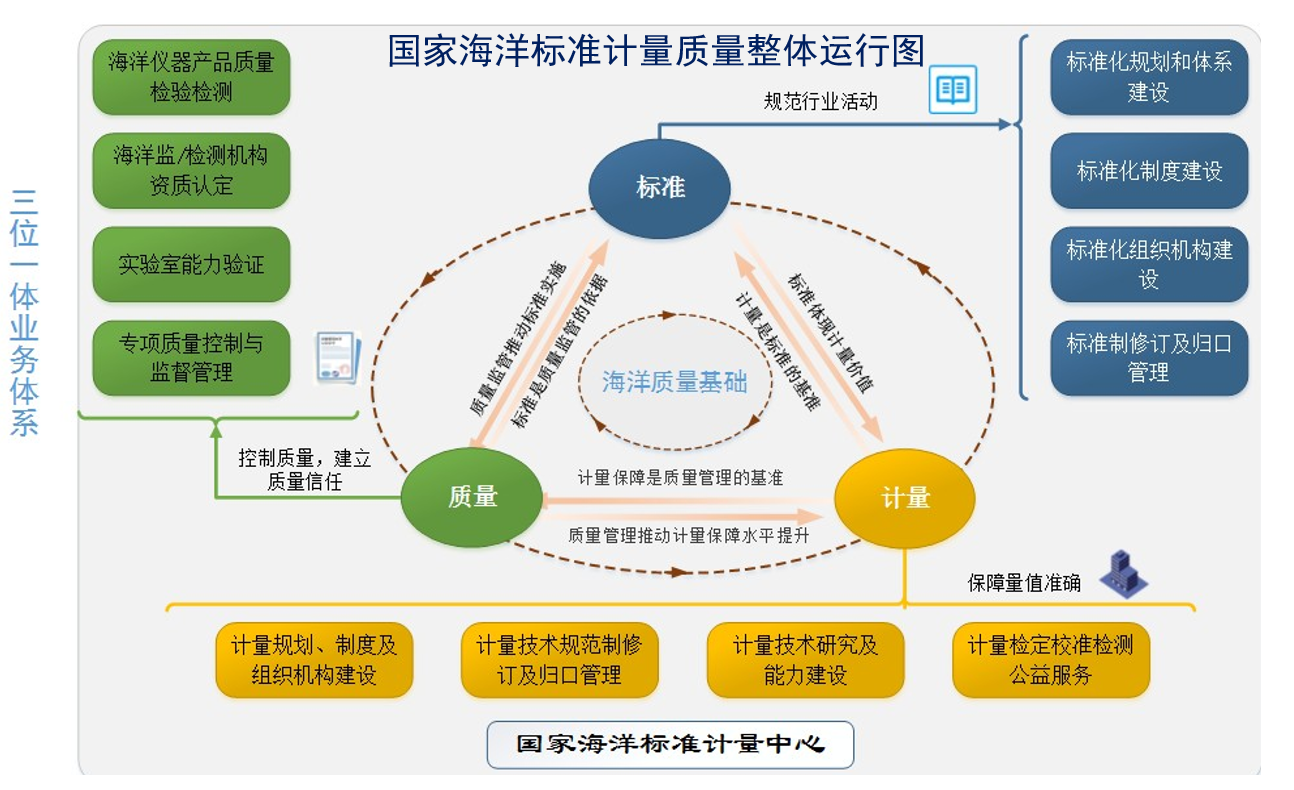 国家海洋标准计量质量整体运行图
三位一体业务体系
海洋仪器产品质量
检验检测
海洋监/检测机构
资质认定
实验室能力验证
专项质量控制与
监督管理
规范行业活动
标准化规划和体系
建设
标准化制度建设
标准化组织机构建
设
标准制修订及归口
管理
标准
质量监管推动标准实施
标准是质量监管的依据
标准体现计量价值
计量是标准的基准
海洋质量基础
控制质量，建立
质量信任
质量
计量保障是质量管理的基准
质量管理推动计量保障水平提升
计量
保障量值准确
计量规划、制度及
组织机构建设
计量技术规范制修
订及归口管理
计量技术研究及
能力建设
计量检定校准检测
公益服务
国家海洋标准计量中心